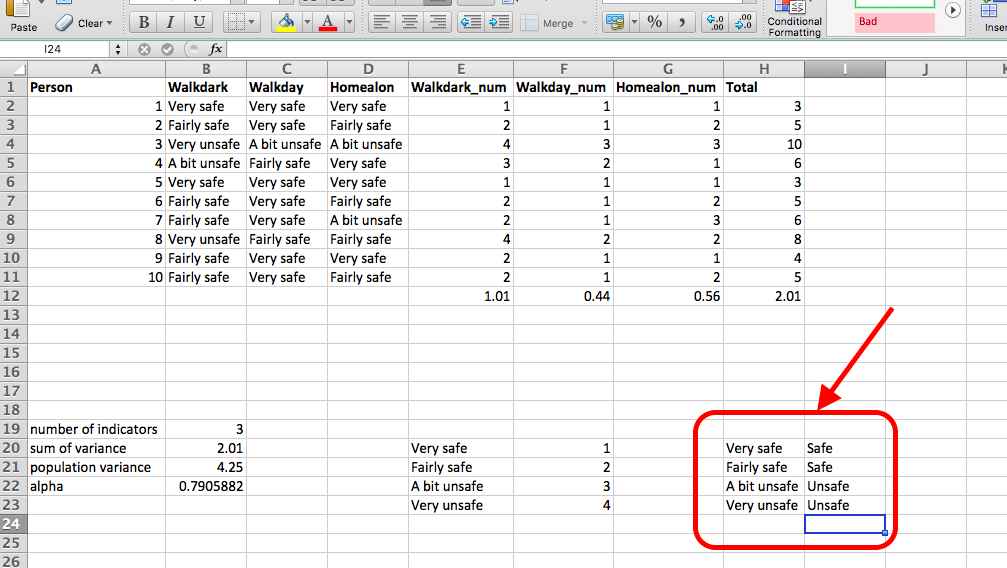 Paste Clear B I U A Merge % Conditional Formatting Bad
I24 fx
A B C D E F G H I J
1 Person Walkdark Walkday Homealon Walkdark_num Walkday_num Homealon_num Total
2 1 Very safe Very safe Very safe 1 1 1 3
3 2 Fairly safe Very safe Fairly safe 2 1 2 5
4 3 Very unsafe A bit unsafe A bit unsafe 4 3 3 10
5 4 A bit unsafe Fairly safe Very safe 3 2 1 6
6 5 Very safe Very safe Very safe 1 1 1 3
7 6 Fairly safe Very safe Fairly safe 2 1 2 5
8 7 Fairly safe Very safe A bit unsafe 2 1 3 6
9 8 Very unsafe Fairly safe Fairly safe 4 2 2 8
10 9 Fairly safe Very safe Very safe 2 1 1 4
11 10 Fairly safe Very safe Fairly safe 2 1 2 5
12 1.01 0.44 0.56 2.01
13
14
15
16
17
18
19 number of indicators 3
20 sum of variance 2.01 Very safe 1 Very safe Safe
21 population variance 4.25 Fairly safe 2 Fairly safe Safe
22 alpha 0.7905882 A bit unsafe 3 A bit unsafe Unsafe
23 Very unsafe 4 Very unsafe Unsafe
24
25
26